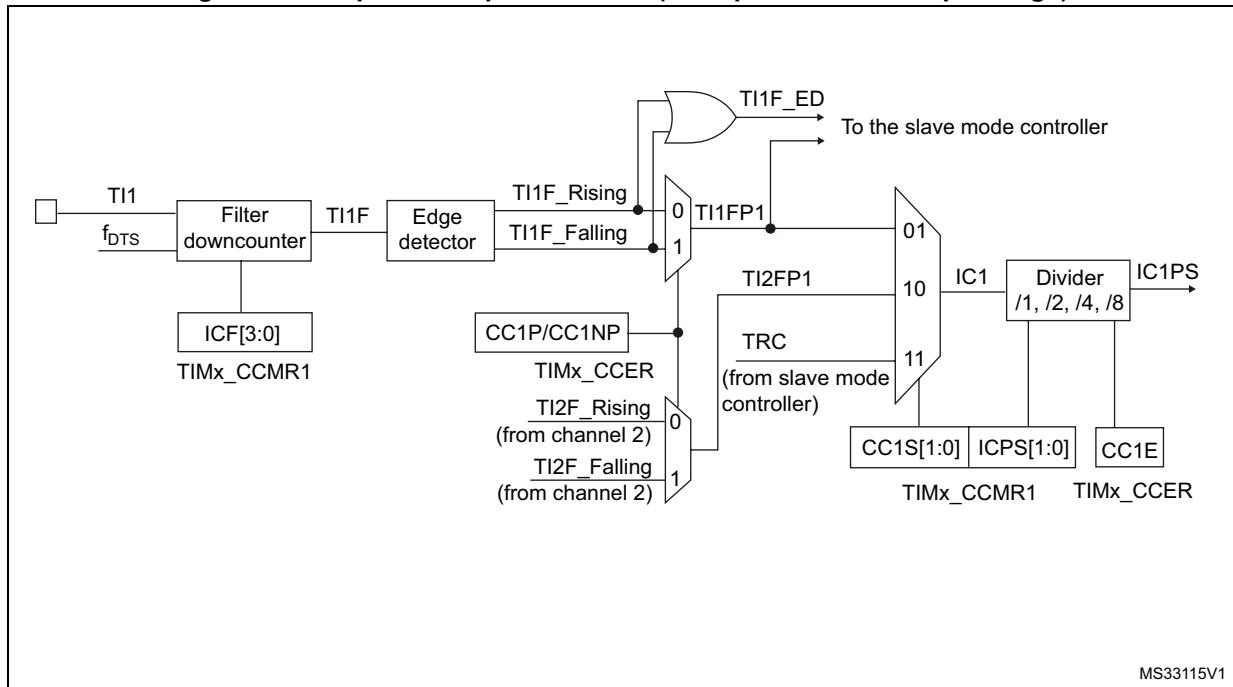 TI1F_ED
To the slave mode controller
TI1
f_DTS
Filter
downcounter
TI1F
Edge
detector
TI1F_Rising
TI1F_Falling
0
1
TI1FP1
01
TI2FP1
10
IC1
Divider
/1, /2, /4, /8
IC1PS
ICF[3:0]
TIMx_CCMR1
CC1P/CC1NP
TIMx_CCER
TRC
11
(from slave mode
controller)
TI2F_Rising
(from channel 2)
0
TI2F_Falling
(from channel 2)
1
CC1S[1:0]
ICPS[1:0]
CC1E
TIMx_CCMR1
TIMx_CCER
MS33115V1